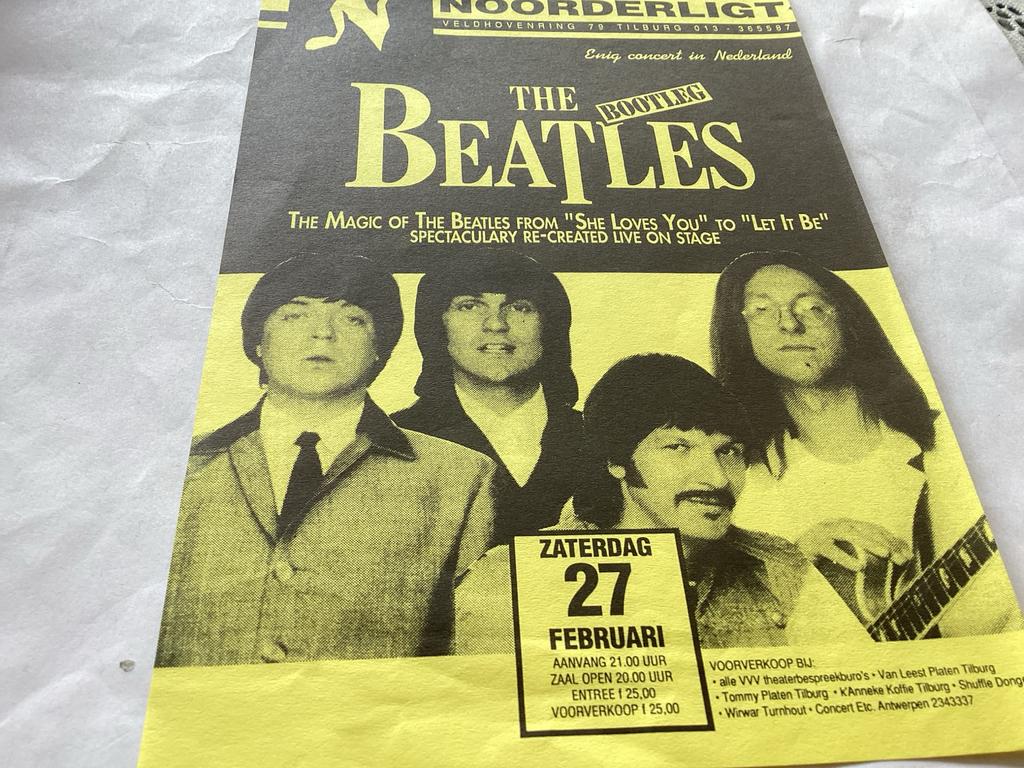 NOORDERLIGT
VELDHOVENRING 79 TILBURG 013 - 365587
Enig concert in Nederland
THE BOOTLEG
BEATLES
THE MAGIC OF THE BEATLES FROM "SHE LOVES YOU" TO "LET IT BE"
SPECTACULARY RE-CREATED LIVE ON STAGE
ZATERDAG
27
FEBRUARI
AANVANG 21.00 UUR
ZAAL OPEN 20.00 UUR
ENTREE f 25,00
VOORVERKOOP f 25,00
VOORVERKOOP BIJ:
• alle VVV theaterbespreekburo's • Van Leest Platen Tilburg
• Tommy Platen Tilburg • K'Anneke Koffie Tilburg • Shuffle Dong
• Wirwar Turnhout • Concert Etc. Antwerpen 2343337